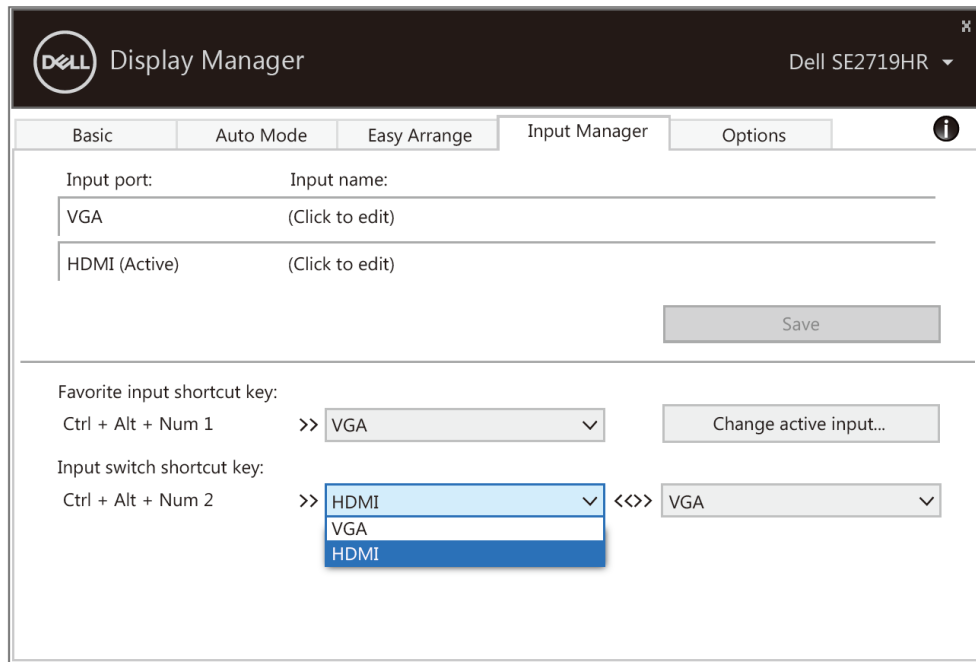 x
DELL Display Manager Dell SE2719HR
Basic Auto Mode Easy Arrange Input Manager Options i
Input port: Input name:
VGA (Click to edit)
HDMI (Active) (Click to edit)
Save
Favorite input shortcut key:
Ctrl + Alt + Num 1 >> VGA Change active input...
Input switch shortcut key:
Ctrl + Alt + Num 2 >> HDMI <<>> VGA
VGA
HDMI